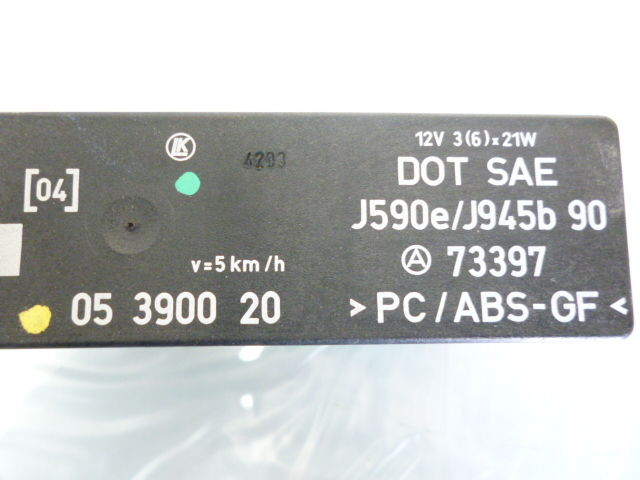 12V 3(6)x21W
LK 4203
DOT SAE
[04]
J590e/J945b 90
v=5km/h
A 73397
05 3900 20
>PC/ABS-GF<